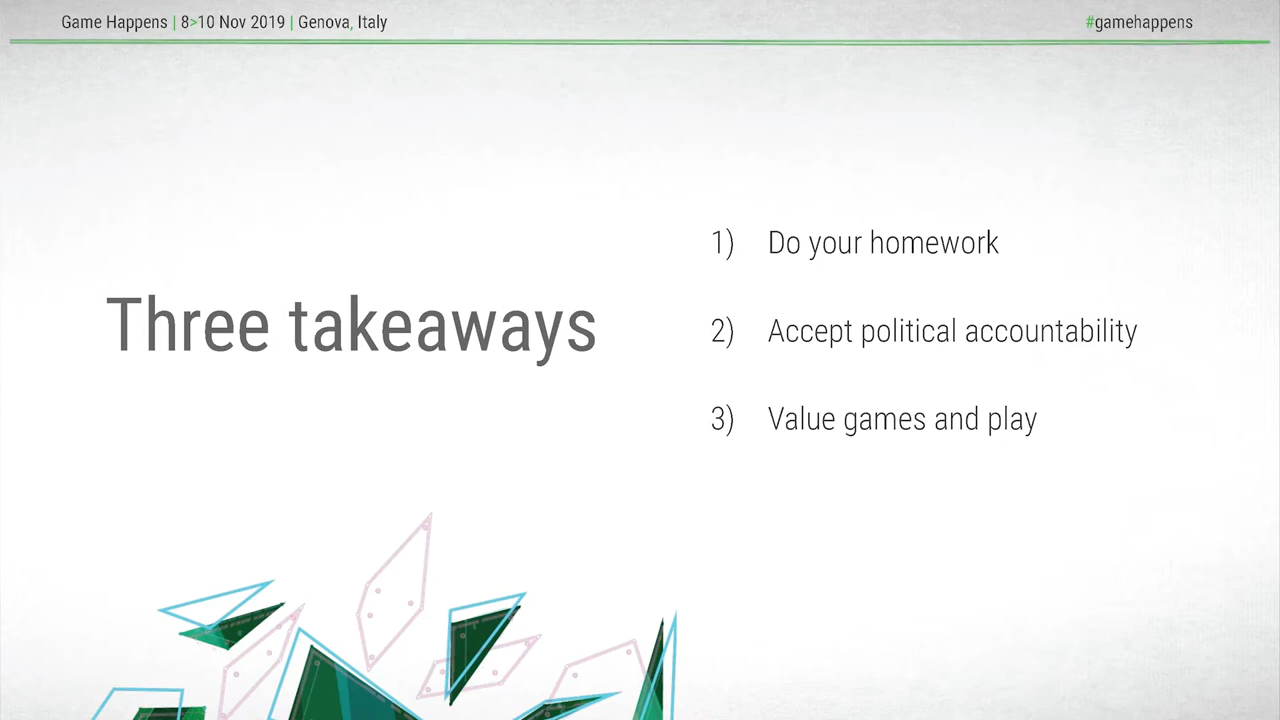 Game Happens | 8>10 Nov 2019 | Genova, Italy
#gamehappens
Three takeaways
1) Do your homework
2) Accept political accountability
3) Value games and play